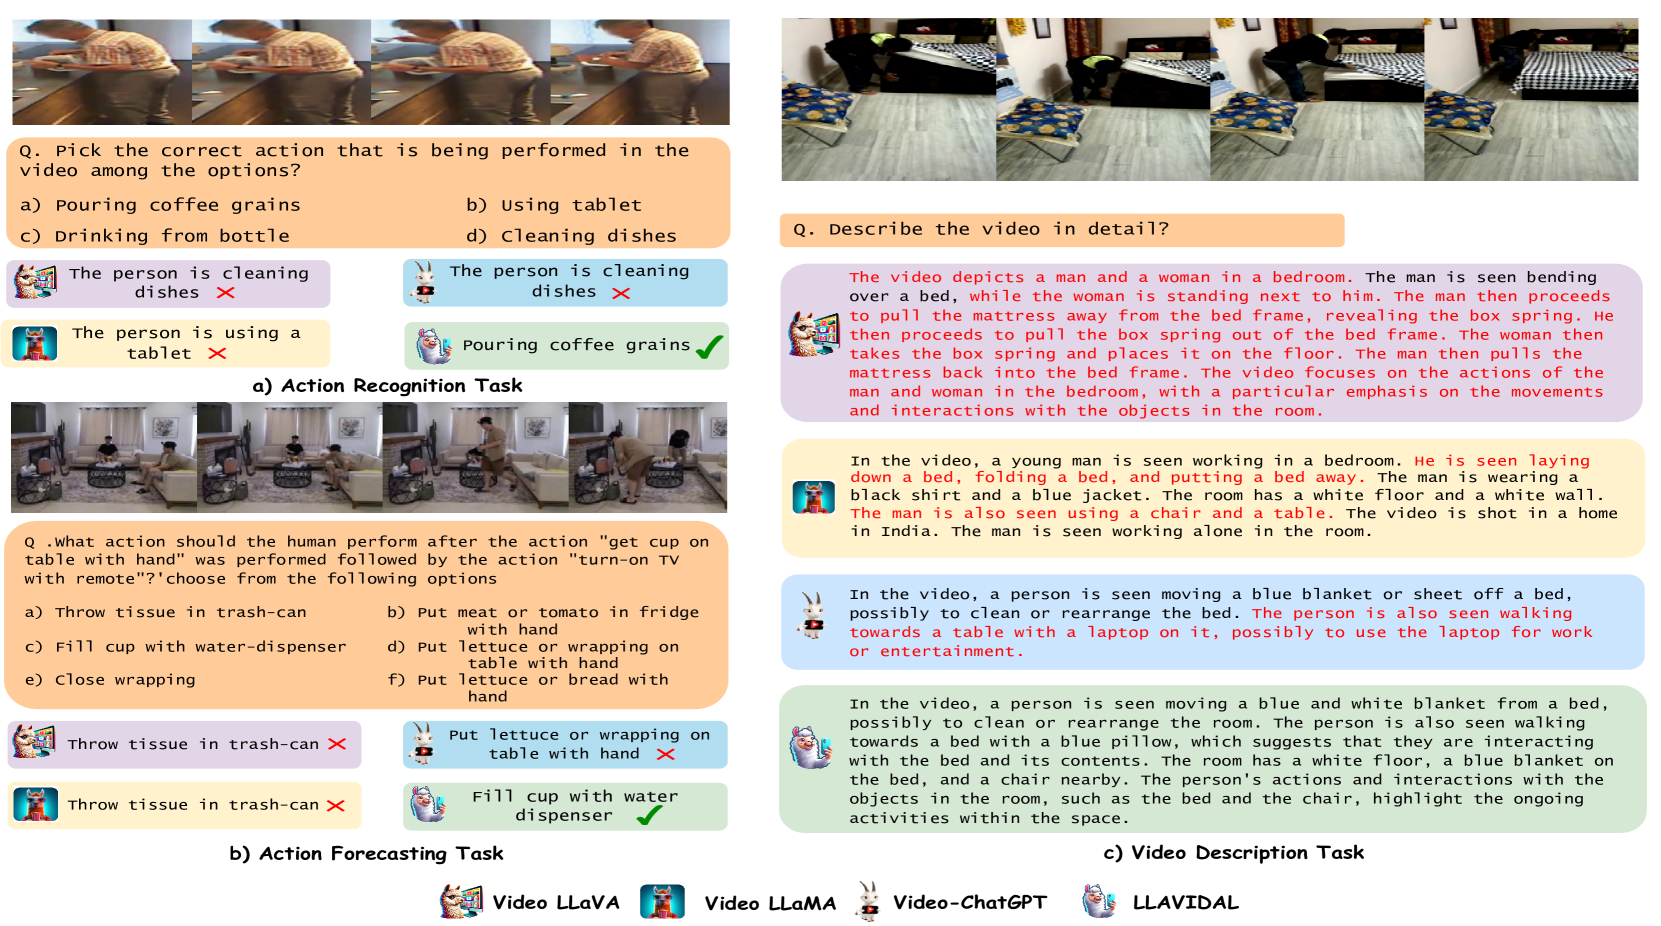 Q. Pick the correct action that is being performed in the
video among the options?
a) Pouring coffee grains
b) Using tablet
c) Drinking from bottle
d) Cleaning dishes
The person is cleaning
dishes
The person is cleaning
dishes
The person is using a
tablet
Pouring coffee grains
a) Action Recognition Task
Q .What action should the human perform after the action "get cup on
table with hand" was performed followed by the action "turn-on TV
with remote"?'choose from the following options
a) Throw tissue in trash-can
b) Put meat or tomato in fridge
with hand
c) Fill cup with water-dispenser
d) Put lettuce or wrapping on
table with hand
e) Close wrapping
f) Put lettuce or bread with
hand
Throw tissue in trash-can
Put lettuce or wrapping on
table with hand
Throw tissue in trash-can
Fill cup with water
dispenser
b) Action Forecasting Task
Q. Describe the video in detail?
The video depicts a man and a woman in a bedroom. The man is seen bending
over a bed, while the woman is standing next to him. The man then proceeds
to pull the mattress away from the bed frame, revealing the box spring. He
then proceeds to pull the box spring out of the bed frame. The woman then
takes the box spring and places it on the floor. The man then pulls the
mattress back into the bed frame. The video focuses on the actions of the
man and woman in the bedroom, with a particular emphasis on the movements
and interactions with the objects in the room.
In the video, a young man is seen working in a bedroom. He is seen laying
down a bed, folding a bed, and putting a bed away. The man is wearing a
black shirt and a blue jacket. The room has a white floor and a white wall.
The man is also seen using a chair and a table. The video is shot in a home
in India. The man is seen working alone in the room.
In the video, a person is seen moving a blue blanket or sheet off a bed,
possibly to clean or rearrange the bed. The person is also seen walking
towards a table with a laptop on it, possibly to use the laptop for work
or entertainment.
In the video, a person is seen moving a blue and white blanket from a bed,
possibly to clean or rearrange the room. The person is also seen walking
towards a bed with a blue pillow, which suggests that they are interacting
with the bed and its contents. The room has a white floor, a blue blanket on
the bed, and a chair nearby. The person's actions and interactions with the
objects in the room, such as the bed and the chair, highlight the ongoing
activities within the space.
c) Video Description Task
Video LLaVA
Video LLaMA
Video-ChatGPT
LLAVIDAL